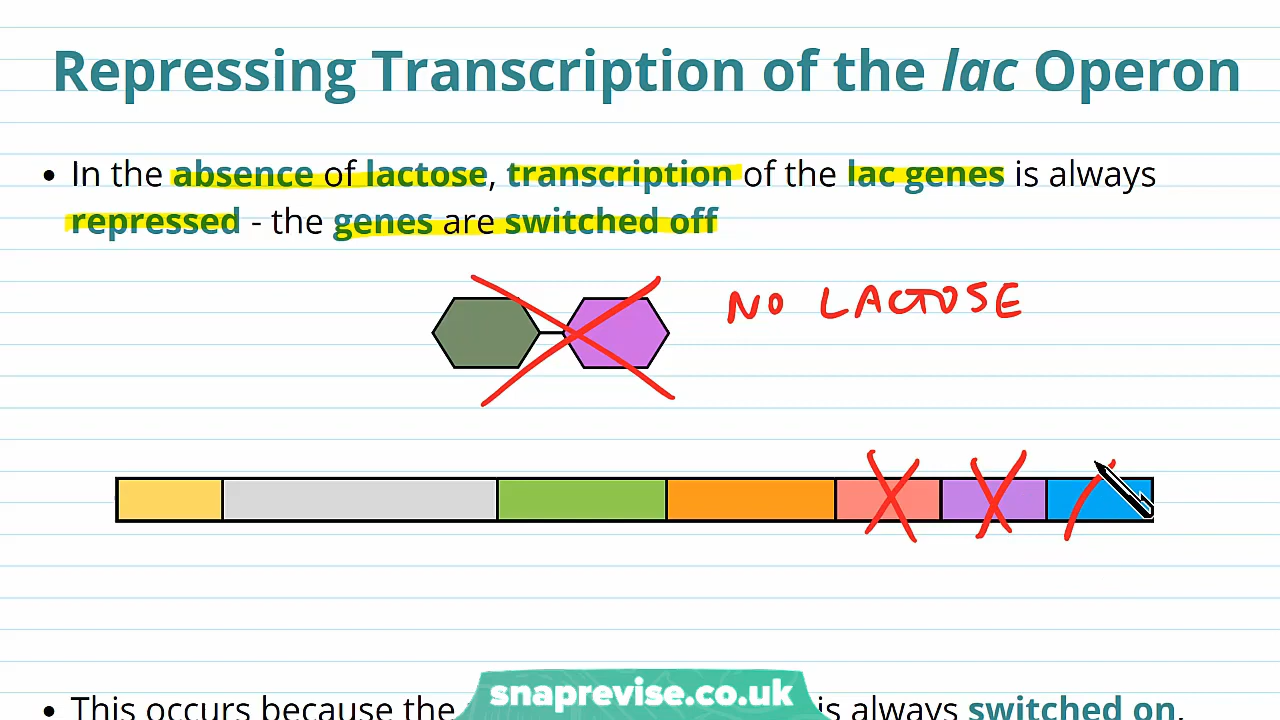 Repressing Transcription of the lac Operon
• In the absence of lactose, transcription of the lac genes is always
repressed - the genes are switched off
NO LACTOSE
• This occurs because the is always switched on.
snaprevise.co.uk